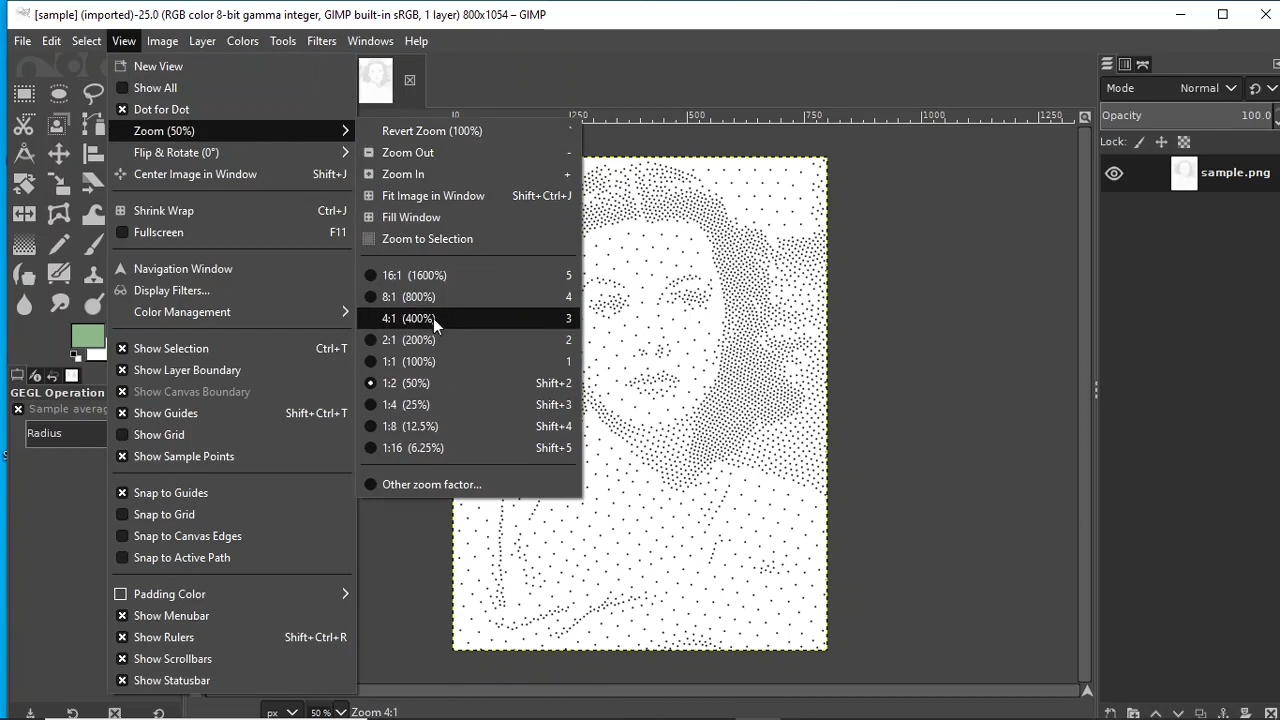 [sample] (imported)-25.0 (RGB color 8-bit gamma integer, GIMP built-in sRGB, 1 layer) 800x1054 – GIMP
File Edit Select View Image Layer Colors Tools Filters Windows Help
New View
Show All
Dot for Dot
Zoom (50%)
Flip & Rotate (0°)
Center Image in Window Shift+J
Shrink Wrap Ctrl+J
Fullscreen F11
Navigation Window
Display Filters...
Color Management
Show Selection Ctrl+T
Show Layer Boundary
Show Canvas Boundary
Show Guides Shift+Ctrl+T
Show Grid
Show Sample Points
Snap to Guides
Snap to Grid
Snap to Canvas Edges
Snap to Active Path
Padding Color
Show Menubar
Show Rulers Shift+Ctrl+R
Show Scrollbars
Show Statusbar
Revert Zoom (100%) `
Zoom Out -
Zoom In +
Fit Image in Window Shift+Ctrl+J
Fill Window
Zoom to Selection
16:1 (1600%) 5
8:1 (800%) 4
4:1 (400%) 3
2:1 (200%) 2
1:1 (100%) 1
1:2 (50%) Shift+2
1:4 (25%) Shift+3
1:8 (12.5%) Shift+4
1:16 (6.25%) Shift+5
Other zoom factor...
0 250 500 750 1000 1250
GEGL Operation
Sample averag
Radius
px 50 % Zoom 4:1
Mode Normal
Opacity 100.0
Lock:
sample.png